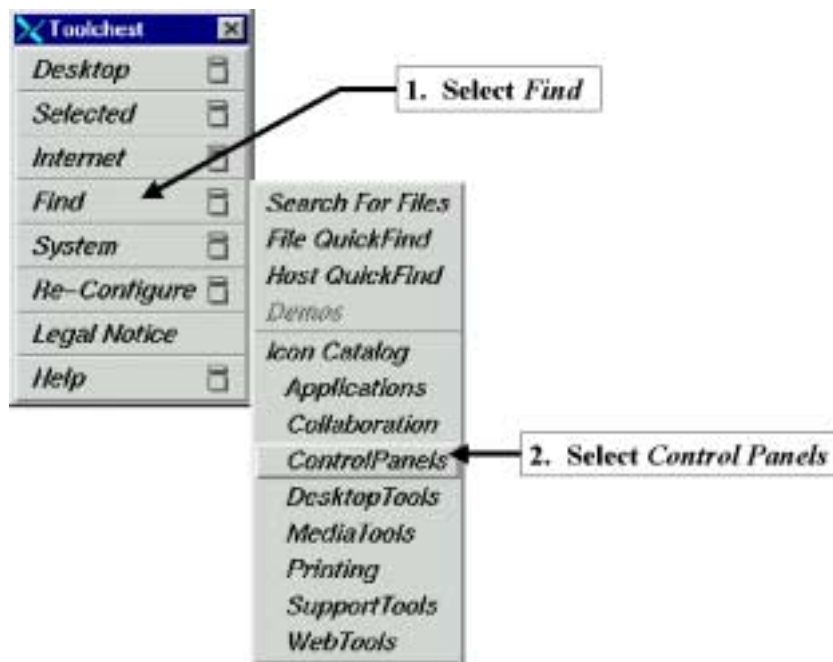 Toolchest
Desktop
1. Select Find
Selected
Internet
Find
System
Re-Configure
Legal Notice
Help
Search For Files
File QuickFind
Host QuickFind
Demos
Icon Catalog
Applications
Collaboration
ControlPanels
2. Select Control Panels
DesktopTools
MediaTools
Printing
SupportTools
WebTools